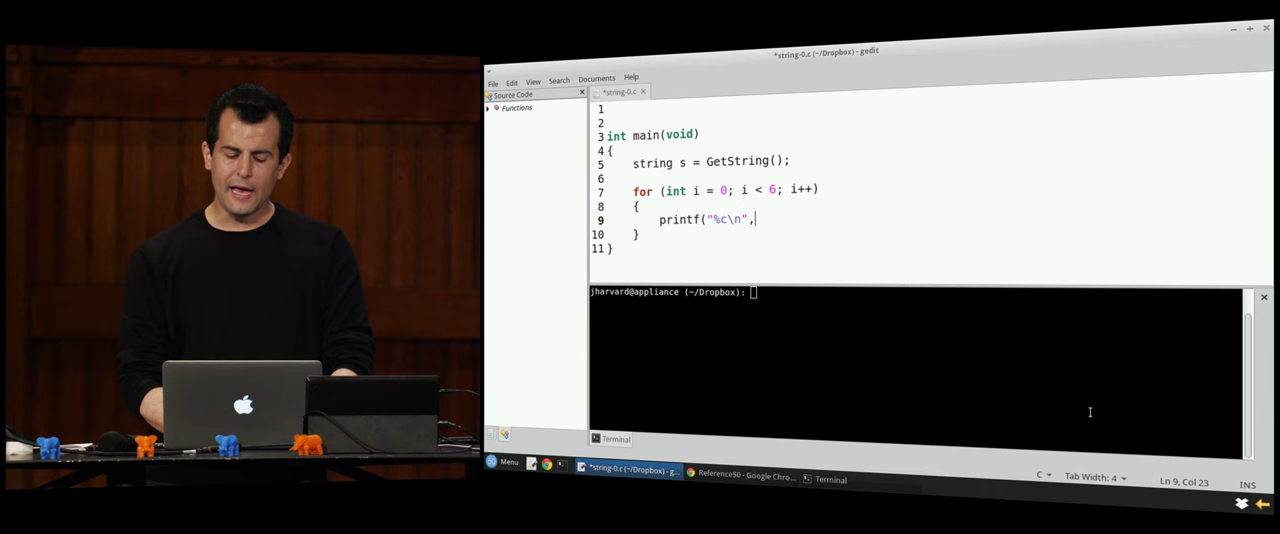 *string-0.c (~/Dropbox) - gedit
File Edit View Search Documents Help
Source Code
*string-0.c
Functions
1
2
3 int main(void)
4 {
5 string s = GetString();
6
7 for (int i = 0; i < 6; i++)
8 {
9 printf("%c\n",
10 }
11 }
jharvard@appliance (~/Dropbox):
Terminal
C Tab Width: 4 Ln 9, Col 23 INS
Menu *string-0.c (~/Dropbox) - g... Reference50 - Google Chro... Terminal